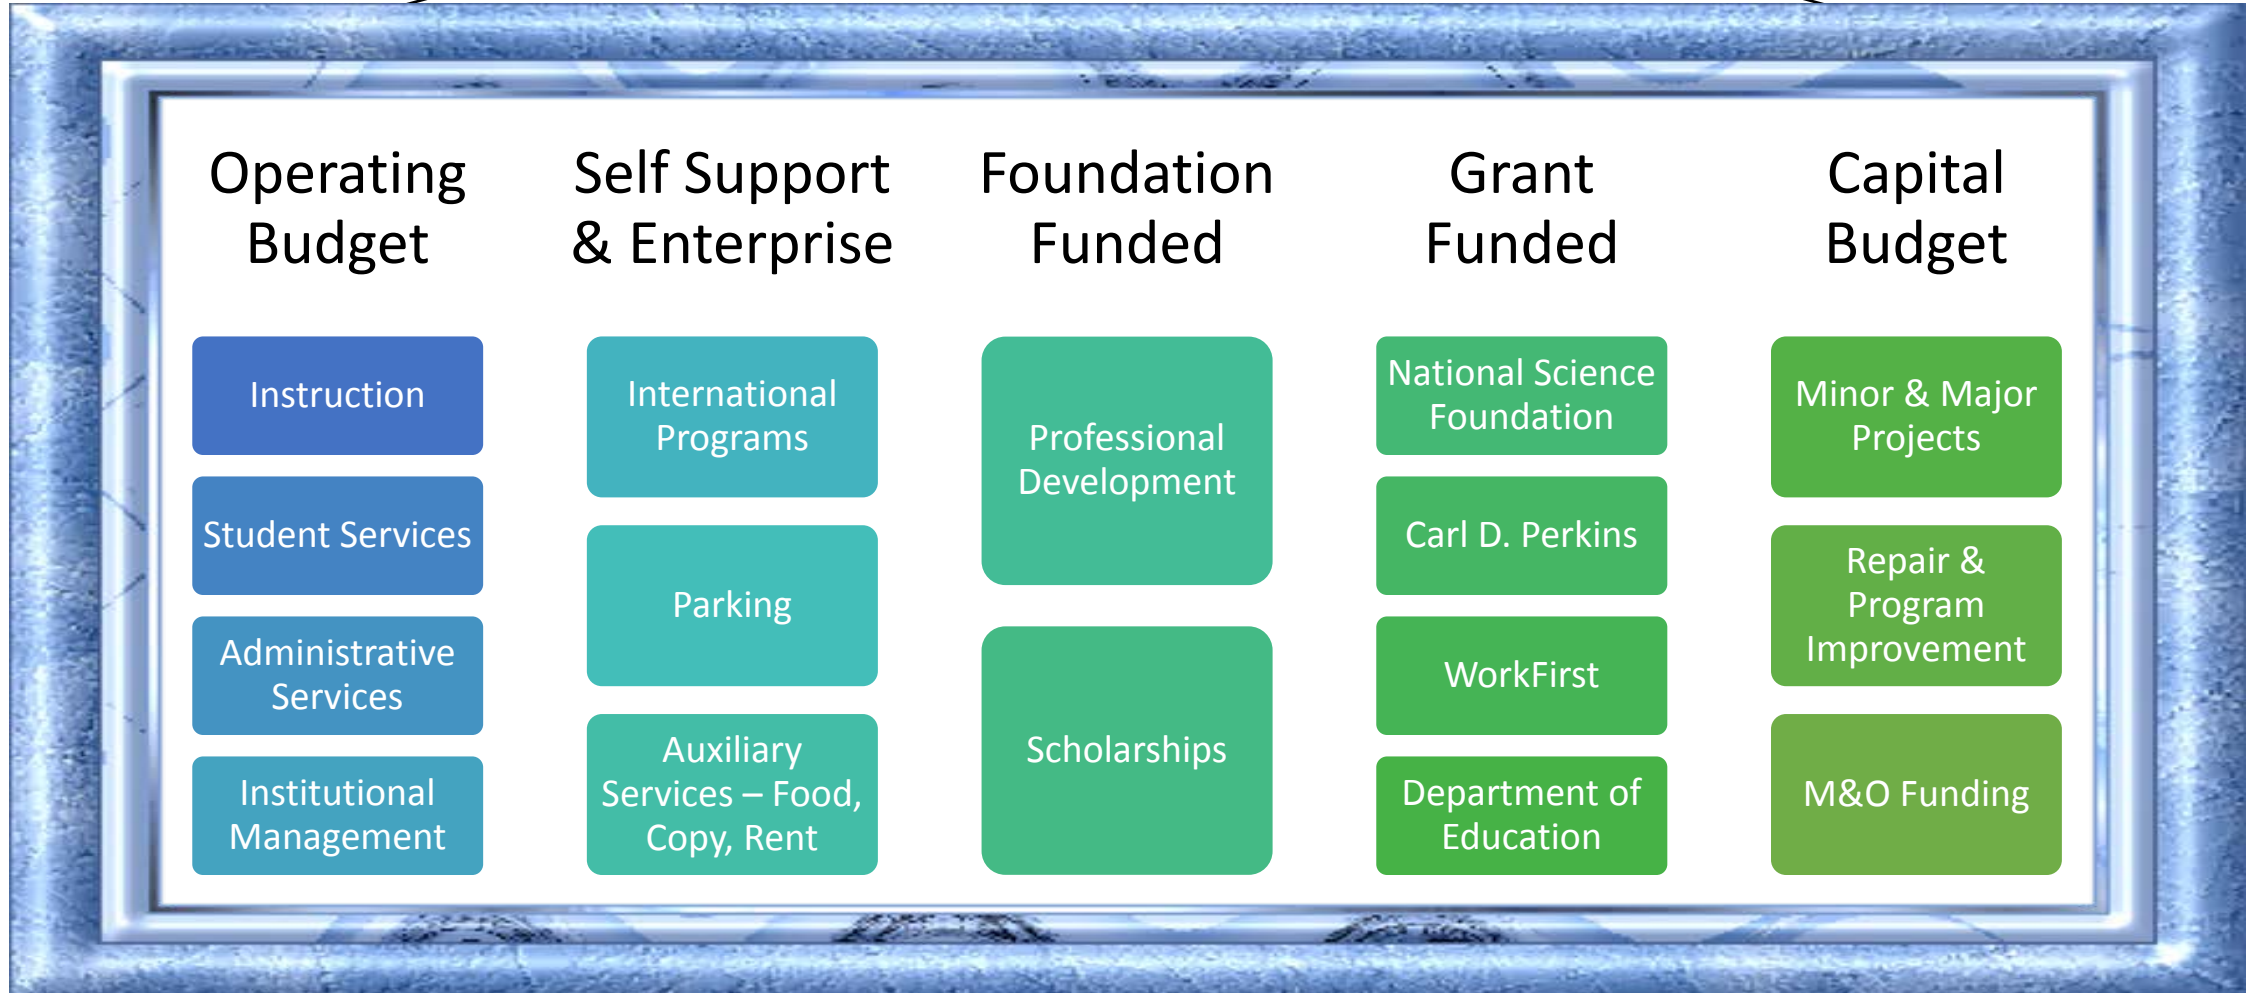 Operating
Budget
Instruction
Student Services
Administrative
Services
Institutional
Management
Self Support
& Enterprise
International
Programs
Parking
Auxiliary
Services – Food,
Copy, Rent
Foundation
Funded
Professional
Development
Scholarships
Grant
Funded
National Science
Foundation
Carl D. Perkins
WorkFirst
Department of
Education
Capital
Budget
Minor & Major
Projects
Repair &
Program
Improvement
M&O Funding